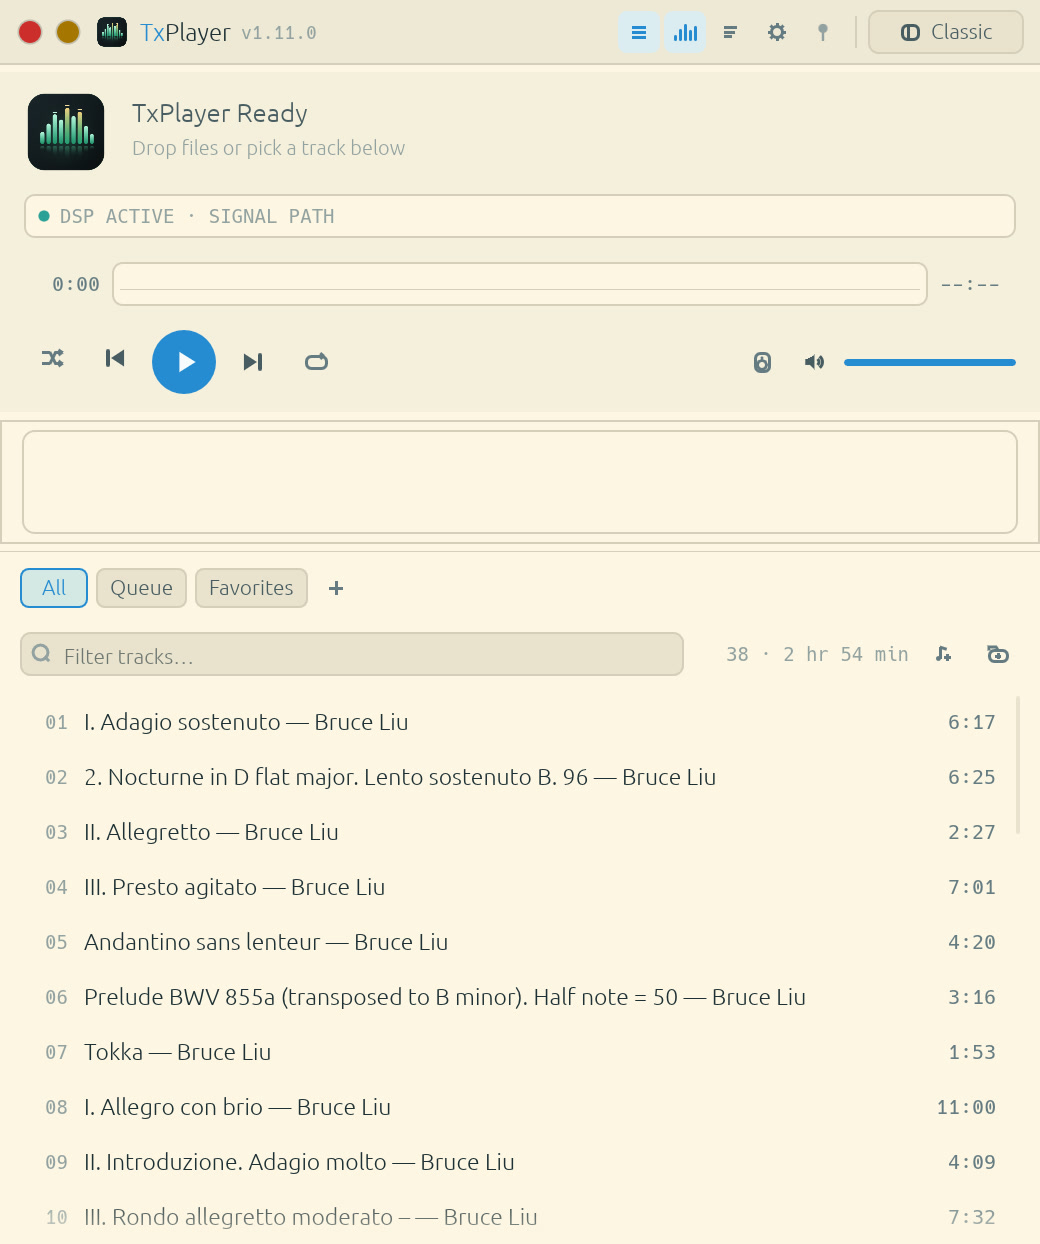 TxPlayer v1.11.0
Classic
TxPlayer Ready
Drop files or pick a track below
DSP ACTIVE · SIGNAL PATH
0:00 --:--
All Queue Favorites +
Filter tracks… 38 · 2 hr 54 min
01 I. Adagio sostenuto — Bruce Liu 6:17
02 2. Nocturne in D flat major. Lento sostenuto B. 96 — Bruce Liu 6:25
03 II. Allegretto — Bruce Liu 2:27
04 III. Presto agitato — Bruce Liu 7:01
05 Andantino sans lenteur — Bruce Liu 4:20
06 Prelude BWV 855a (transposed to B minor). Half note = 50 — Bruce Liu 3:16
07 Tokka — Bruce Liu 1:53
08 I. Allegro con brio — Bruce Liu 11:00
09 II. Introduzione. Adagio molto — Bruce Liu 4:09
10 III. Rondo allegretto moderato – — Bruce Liu 7:32